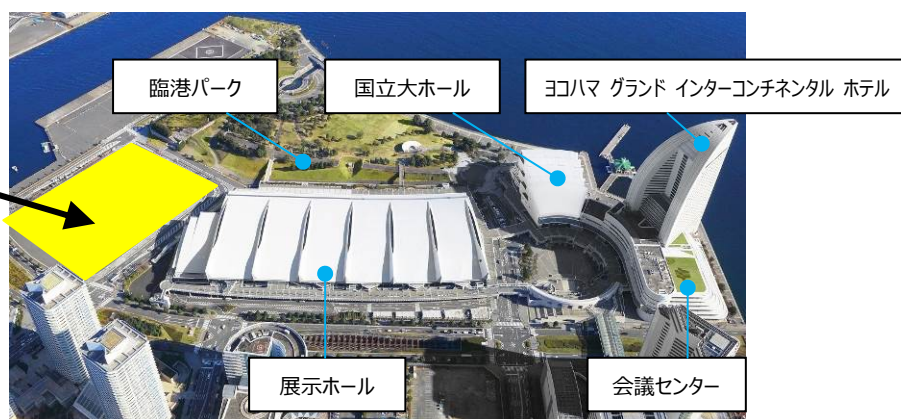 臨港パーク
国立大ホール
ヨコハマ グランド インターコンチネンタル ホテル
展示ホール
会議センター